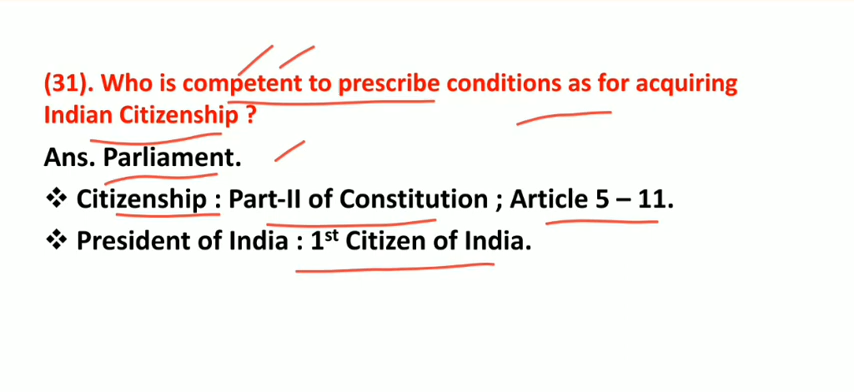 (31). Who is competent to prescribe conditions as for acquiring
Indian Citizenship ?
Ans. Parliament.
❖ Citizenship : Part-II of Constitution ; Article 5 – 11.
❖ President of India : 1st Citizen of India.